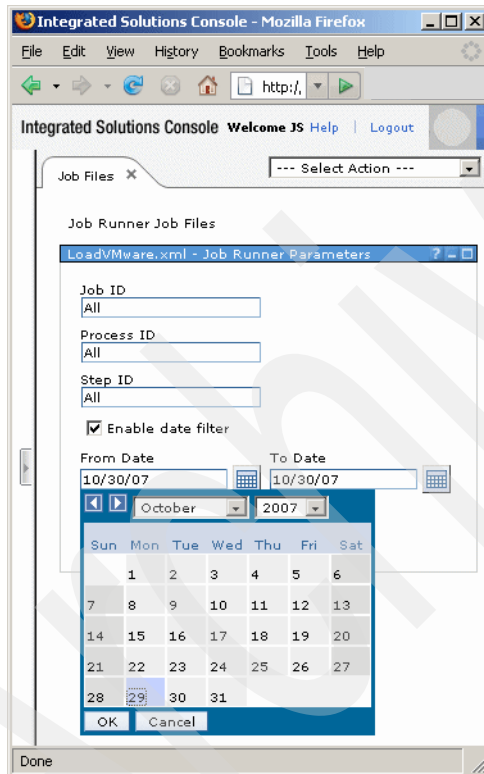 Integrated Solutions Console - Mozilla Firefox
File Edit View History Bookmarks Tools Help
http:/,
Integrated Solutions Console Welcome JS Help | Logout
Job Files ×
--- Select Action ---
Job Runner Job Files
LoadVMware.xml - Job Runner Parameters
Job ID
All
Process ID
All
Step ID
All
Enable date filter
From Date To Date
10/30/07 10/30/07
October 2007
Sun Mon Tue Wed Thu Fri Sat
1 2 3 4 5 6
7 8 9 10 11 12 13
14 15 16 17 18 19 20
21 22 23 24 25 26 27
28 29 30 31
OK Cancel
Done